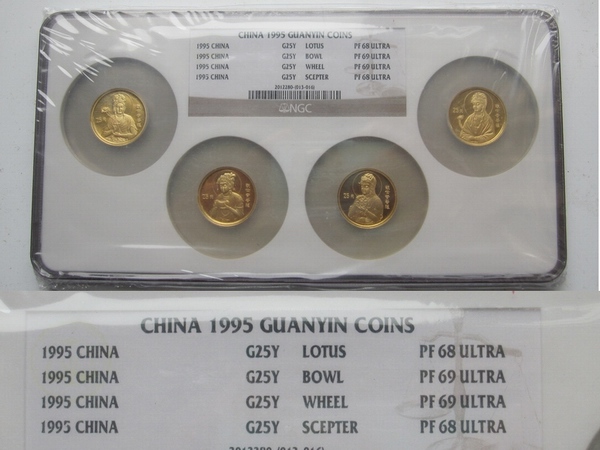 CHINA 1995 GUANYIN COINS
1995 CHINA G25Y LOTUS PF 68 ULTRA
1995 CHINA G25Y BOWL PF 69 ULTRA
1995 CHINA G25Y WHEEL PF 69 ULTRA
1995 CHINA G25Y SCEPTER PF 68 ULTRA
2012280-(013-016)
NGC
CHINA 1995 GUANYIN COINS
1995 CHINA G25Y LOTUS PF 68 ULTRA
1995 CHINA G25Y BOWL PF 69 ULTRA
1995 CHINA G25Y WHEEL PF 69 ULTRA
1995 CHINA G25Y SCEPTER PF 68 ULTRA